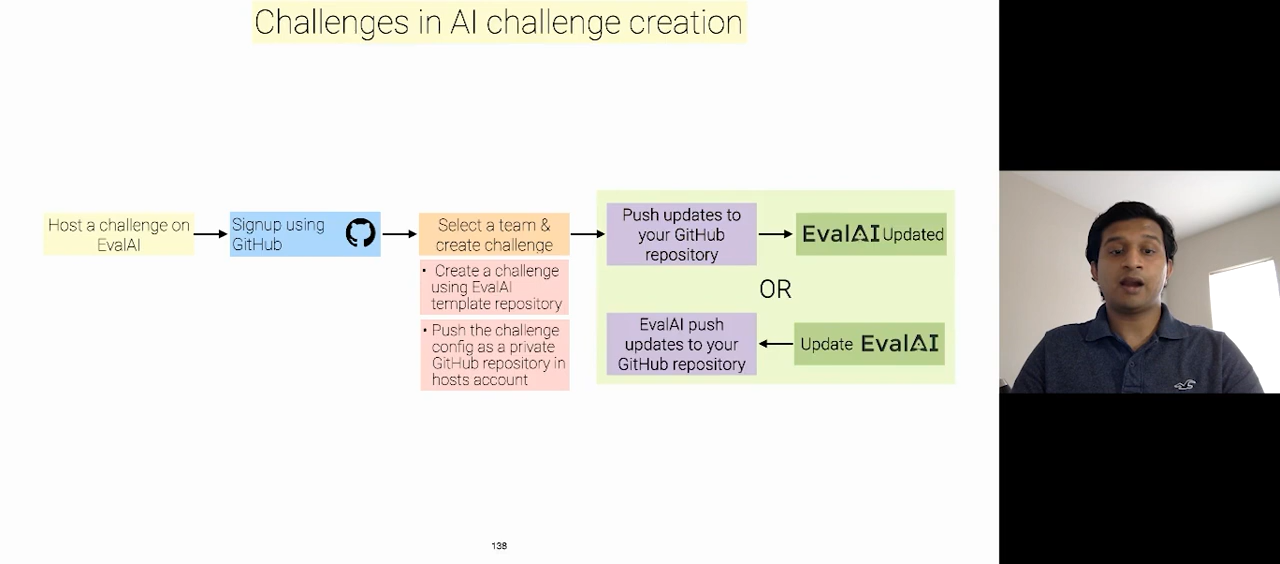 Challenges in AI challenge creation
Host a challenge on
EvalAI
Signup using
GitHub
Select a team &
create challenge
• Create a challenge
using EvalAI
template repository
• Push the challenge
config as a private
GitHub repository in
hosts account
Push updates to
your GitHub
repository
EvalAI Updated
OR
EvalAI push
updates to your
GitHub repository
Update EvalAI
138